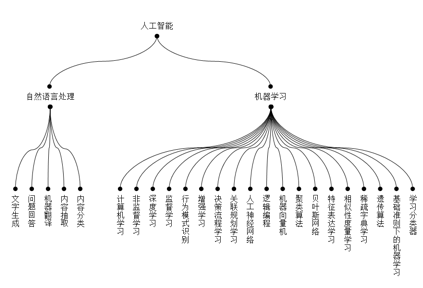 人工智能
自然语言处理
机器学习
文字生成
问题回答
机器翻译
内容抽取
内容分类
计算机学习
非监督学习
深度学习
监督学习
行为模式识别
增强学习
决策流程学习
关联规划学习
人工神经网络
逻辑编程
机器向量机
聚类算法
贝叶斯网络
特征表达学习
相似性度量学习
稀疏字典学习
遗传算法
基础准则下的机器学习
学习分类器